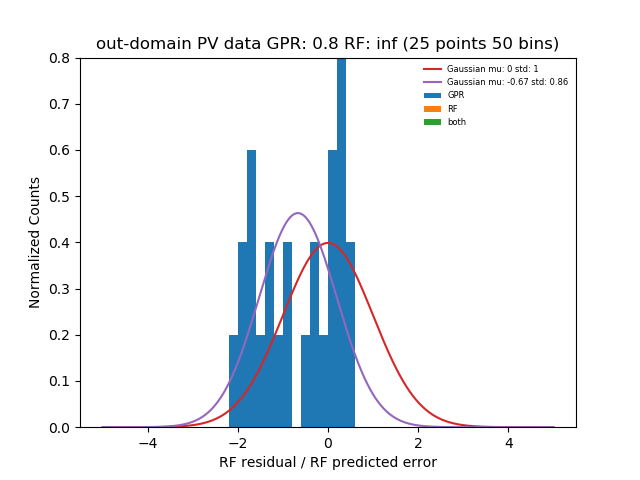 out-domain PV data GPR: 0.8 RF: inf (25 points 50 bins)
Gaussian mu: 0 std: 1
Gaussian mu: -0.67 std: 0.86
GPR
RF
both
Normalized Counts
0.8
0.7
0.6
0.5
0.4
0.3
0.2
0.1
0.0
−4 −2 0 2 4
RF residual / RF predicted error